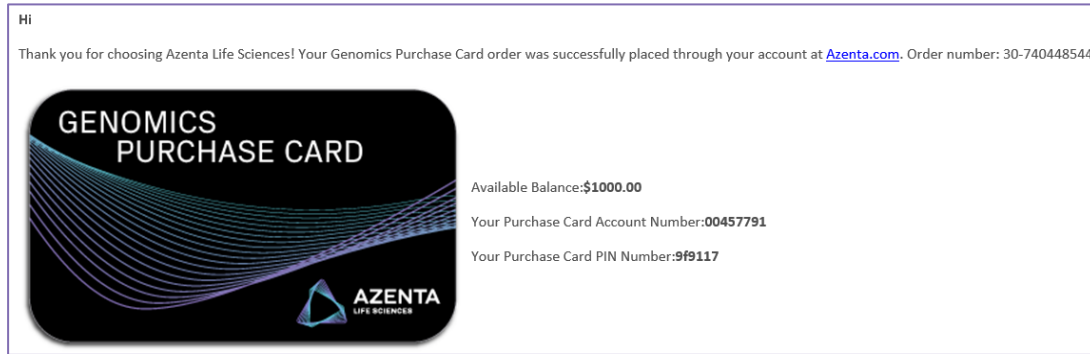 Hi
Thank you for choosing Azenta Life Sciences! Your Genomics Purchase Card order was successfully placed through your account at Azenta.com. Order number: 30-740448544
GENOMICS
PURCHASE CARD
AZENTA
LIFE SCIENCES
Available Balance:$1000.00
Your Purchase Card Account Number:00457791
Your Purchase Card PIN Number:9f9117